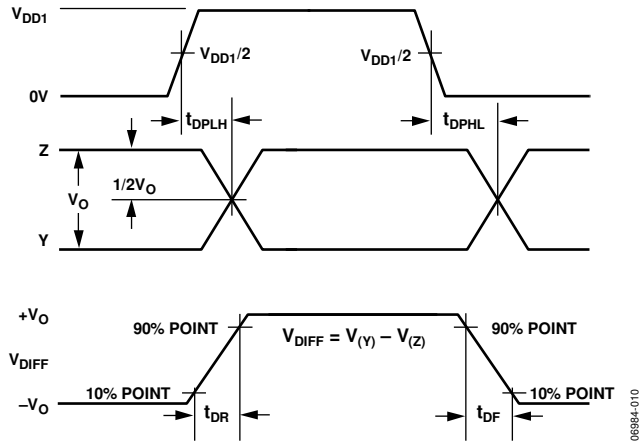 VDD1
VDD1/2
VDD1/2
0V
tDPLH
tDPHL
Z
VO
1/2VO
Y
+VO
90% POINT
VDIFF = V(Y) – V(Z)
90% POINT
VDIFF
10% POINT
10% POINT
–VO
tDR
tDF
06984-010